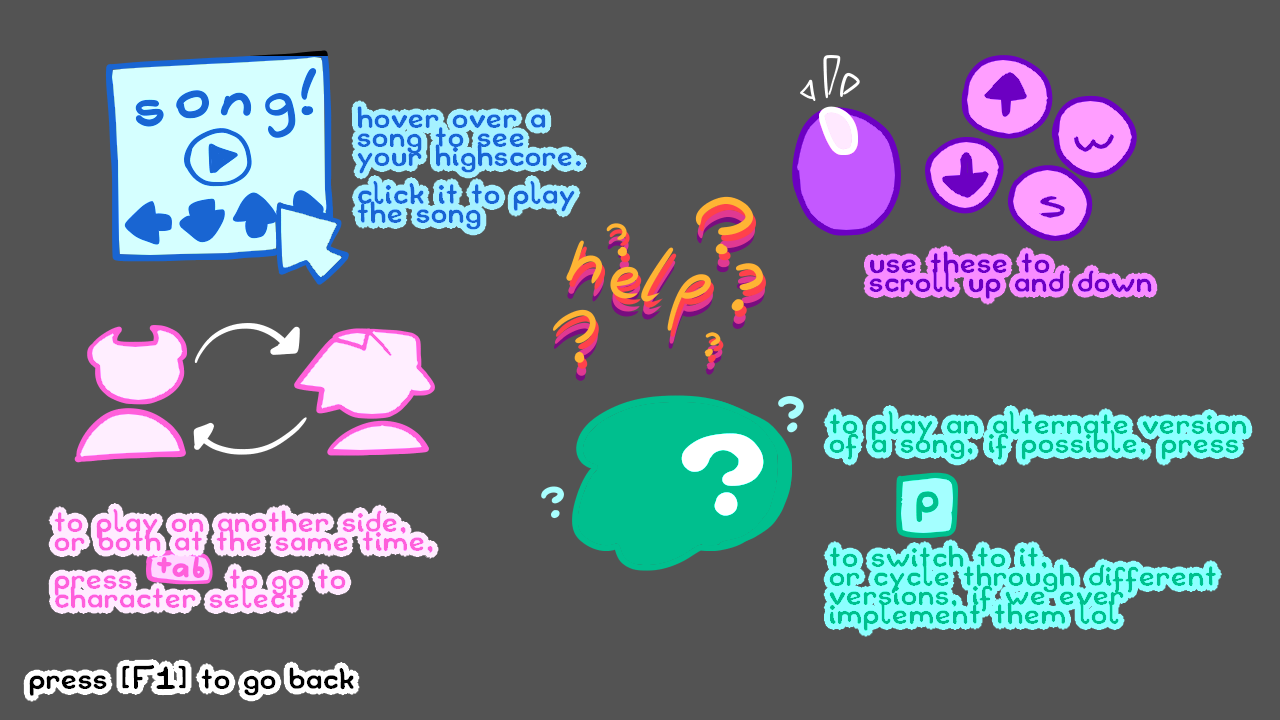 song!
hover over a
song to see
your highscore.
click it to play
the song
w
s
use these to
scroll up and down
help
?
?
?
?
?
?
?
?
to play an alternate version
of a song, if possible, press
p
to switch to it,
or cycle through different
versions, if we ever
implement them lol
to play on another side,
or both at the same time,
press tab tp go to
character select
press [F1] to go back